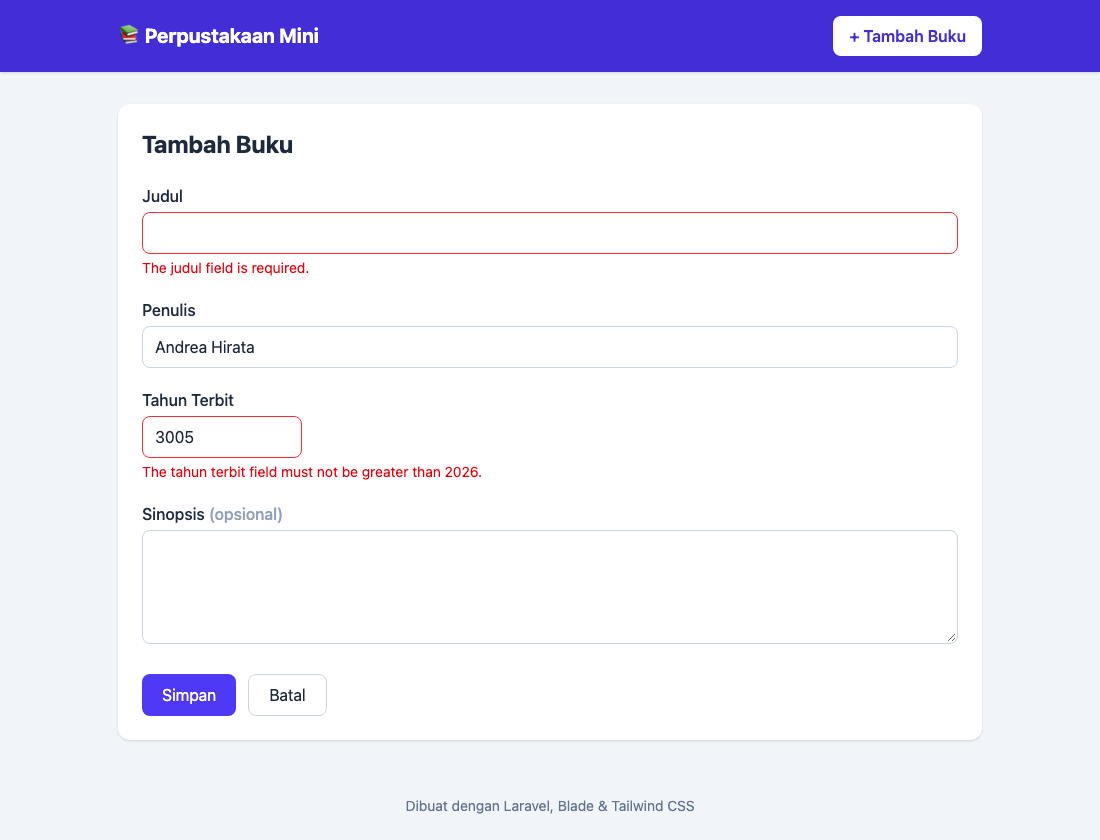 Perpustakaan Mini
+ Tambah Buku
Tambah Buku
Judul
The judul field is required.
Penulis
Andrea Hirata
Tahun Terbit
3005
The tahun terbit field must not be greater than 2026.
Sinopsis (opsional)
Simpan
Batal
Dibuat dengan Laravel, Blade & Tailwind CSS